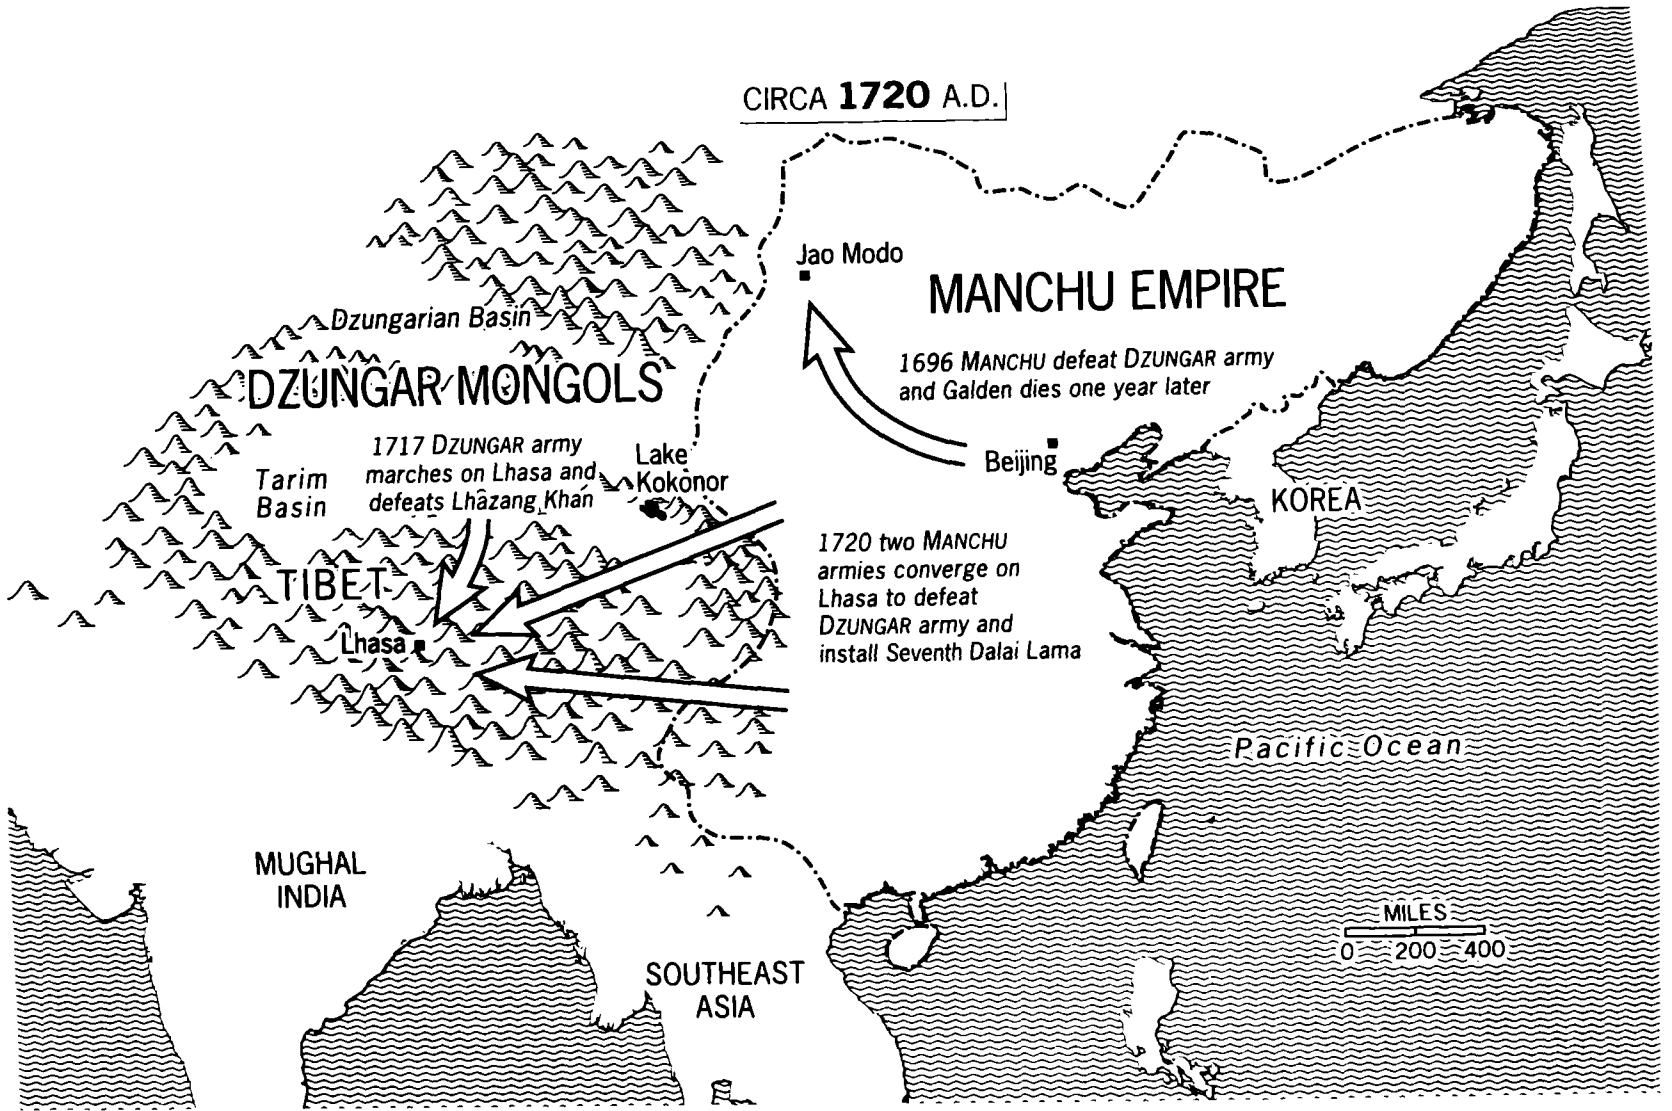 CIRCA 1720 A.D.
Jao Modo
MANCHU EMPIRE
Dzungarian Basin
1696 MANCHU defeat DZUNGAR army
and Galden dies one year later
DZUNGAR MONGOLS
1717 DZUNGAR army
marches on Lhasa and
defeats Lhazang Khan
Lake
Kokonor
Beijing
Tarim
Basin
KOREA
1720 two MANCHU
armies converge on
Lhasa to defeat
DZUNGAR army and
install Seventh Dalai Lama
TIBET
Lhasa
Pacific Ocean
MUGHAL
INDIA
MILES
0 200 400
SOUTHEAST
ASIA